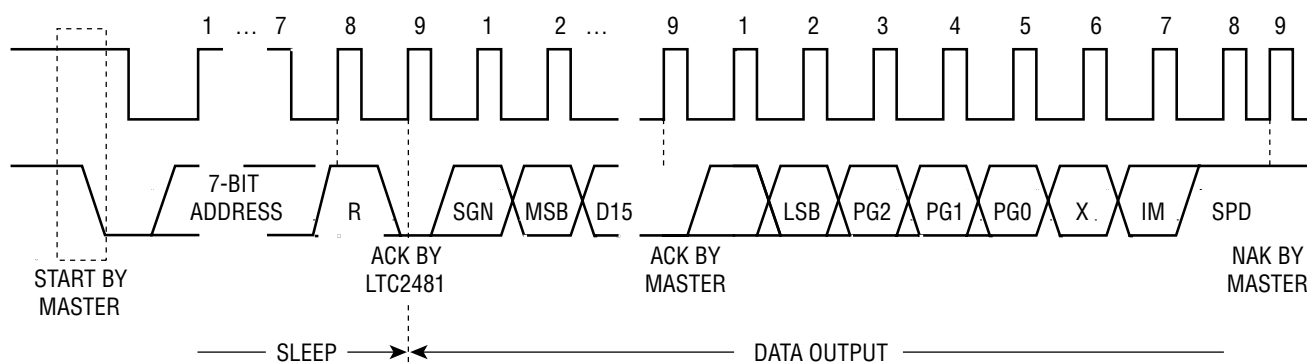 1 ... 7 8 9 1 2 ... 9 1 2 3 4 5 6 7 8 9
7-BIT
ADDRESS
R
SGN
MSB
D15
LSB
PG2
PG1
PG0
X
IM
SPD
START BY
MASTER
ACK BY
LTC2481
ACK BY
MASTER
NAK BY
MASTER
SLEEP
DATA OUTPUT